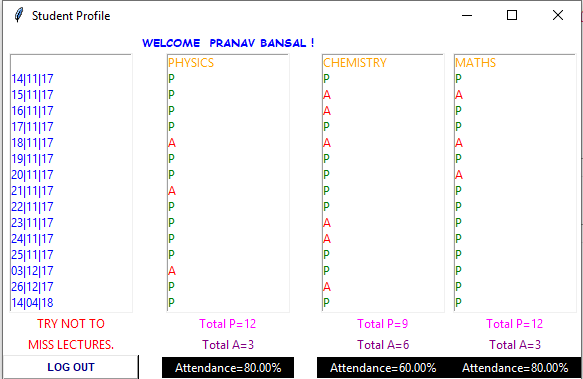 Student Profile
WELCOME PRANAV BANSAL !
PHYSICS CHEMISTRY MATHS
14|11|17 P P P
15|11|17 P A A
16|11|17 P A P
17|11|17 P P P
18|11|17 A A A
19|11|17 P P P
20|11|17 P P A
21|11|17 A P P
22|11|17 P P P
23|11|17 P A P
24|11|17 P A P
25|11|17 P P P
03|12|17 A P P
26|12|17 P A P
14|04|18 P P P
TRY NOT TO Total P=12 Total P=9 Total P=12
MISS LECTURES. Total A=3 Total A=6 Total A=3
LOG OUT Attendance=80.00% Attendance=60.00% Attendance=80.00%